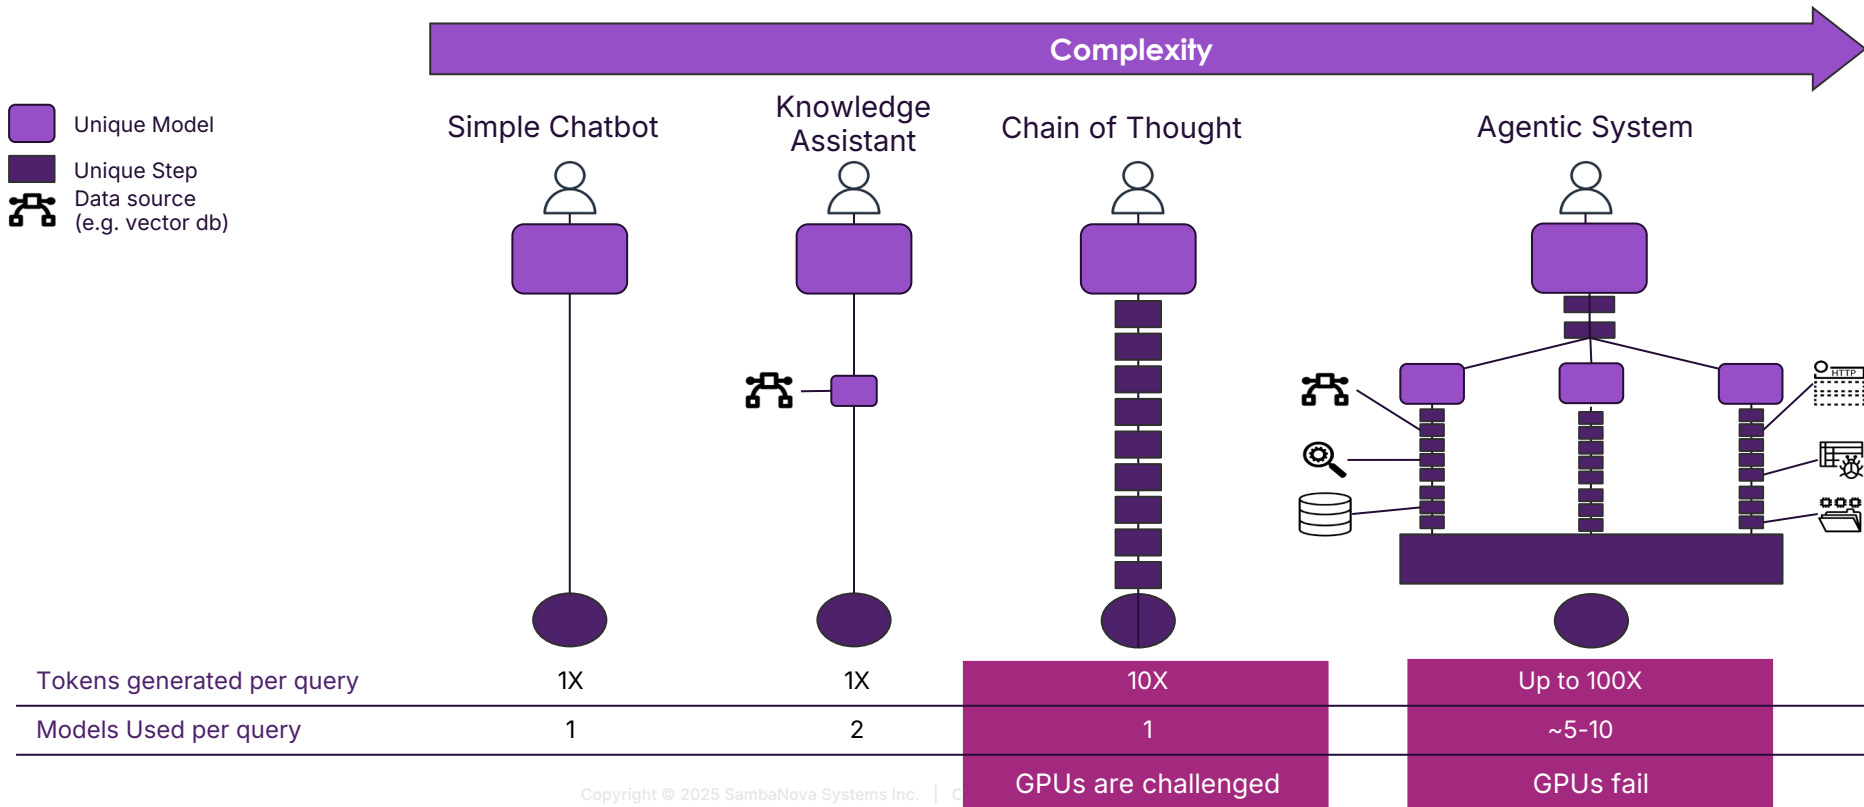 Complexity
Unique Model
Unique Step
Data source
(e.g. vector db)
Simple Chatbot
Knowledge
Assistant
Chain of Thought
Agentic System
HTTP
Tokens generated per query
1X
1X
10X
Up to 100X
Models Used per query
1
2
1
~5-10
GPUs are challenged
GPUs fail
Copyright © 2025 SambaNova Systems Inc. |